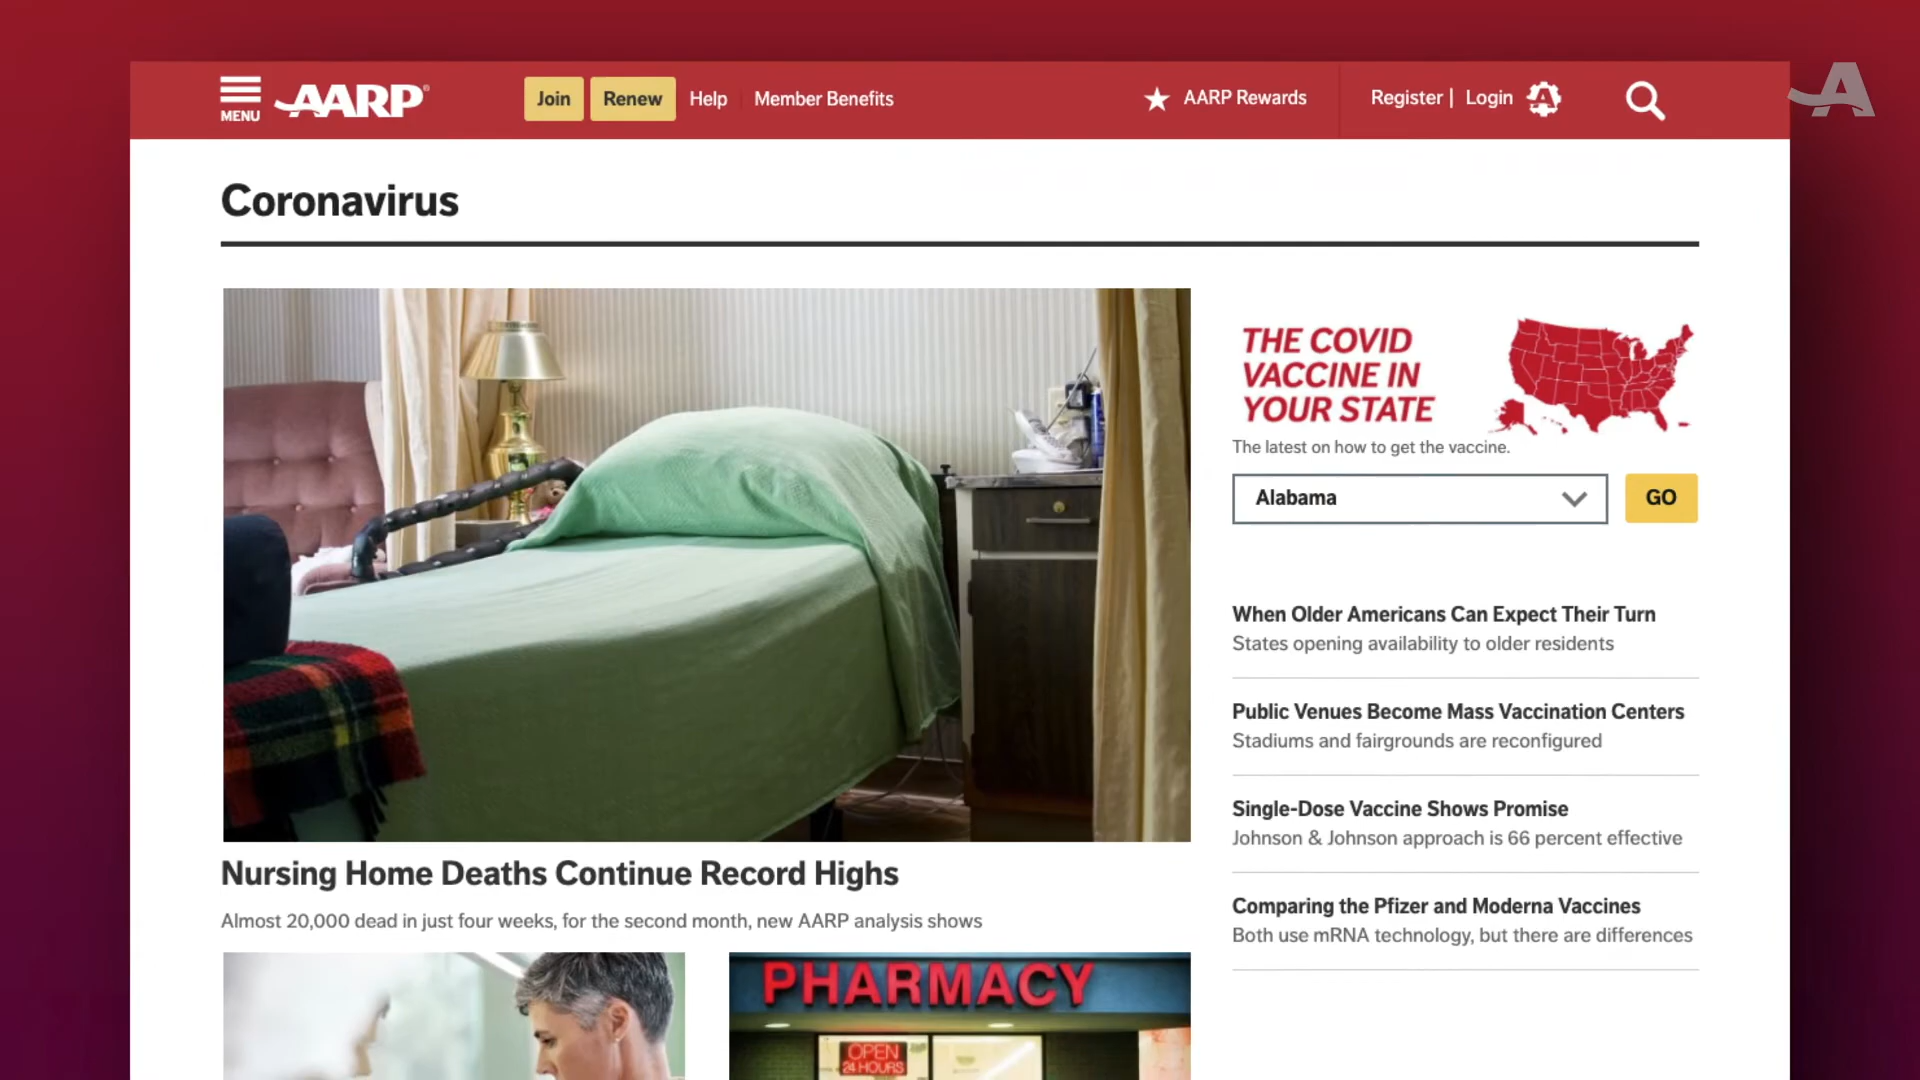 MENU
AARP
Join
Renew
Help
Member Benefits
AARP Rewards
Register | Login
Coronavirus
THE COVID
VACCINE IN
YOUR STATE
The latest on how to get the vaccine.
Alabama
GO
When Older Americans Can Expect Their Turn
States opening availability to older residents
Public Venues Become Mass Vaccination Centers
Stadiums and fairgrounds are reconfigured
Single-Dose Vaccine Shows Promise
Johnson & Johnson approach is 66 percent effective
Comparing the Pfizer and Moderna Vaccines
Both use mRNA technology, but there are differences
Nursing Home Deaths Continue Record Highs
Almost 20,000 dead in just four weeks, for the second month, new AARP analysis shows
PHARMACY
OPEN
24 HOURS